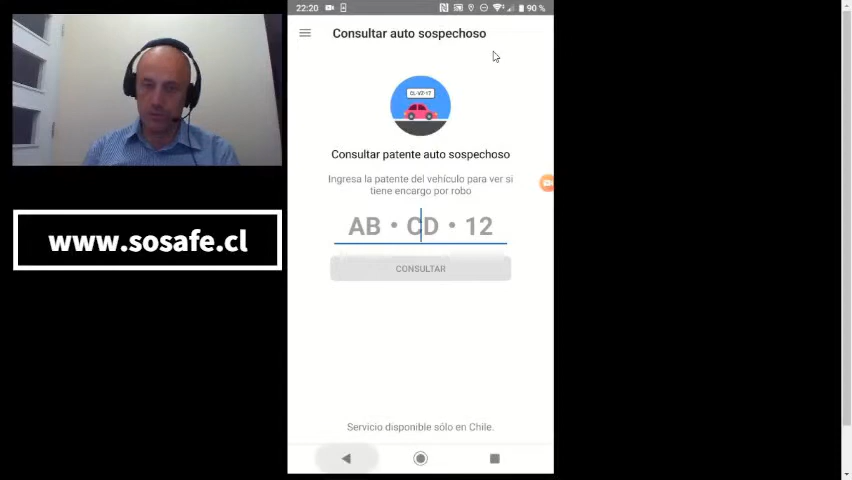 22:20
90 %
Consultar auto sospechoso
CL-VZ-17
Consultar patente auto sospechoso
Ingresa la patente del vehículo para ver si
tiene encargo por robo
AB • CD • 12
CONSULTAR
www.sosafe.cl
Servicio disponible sólo en Chile.